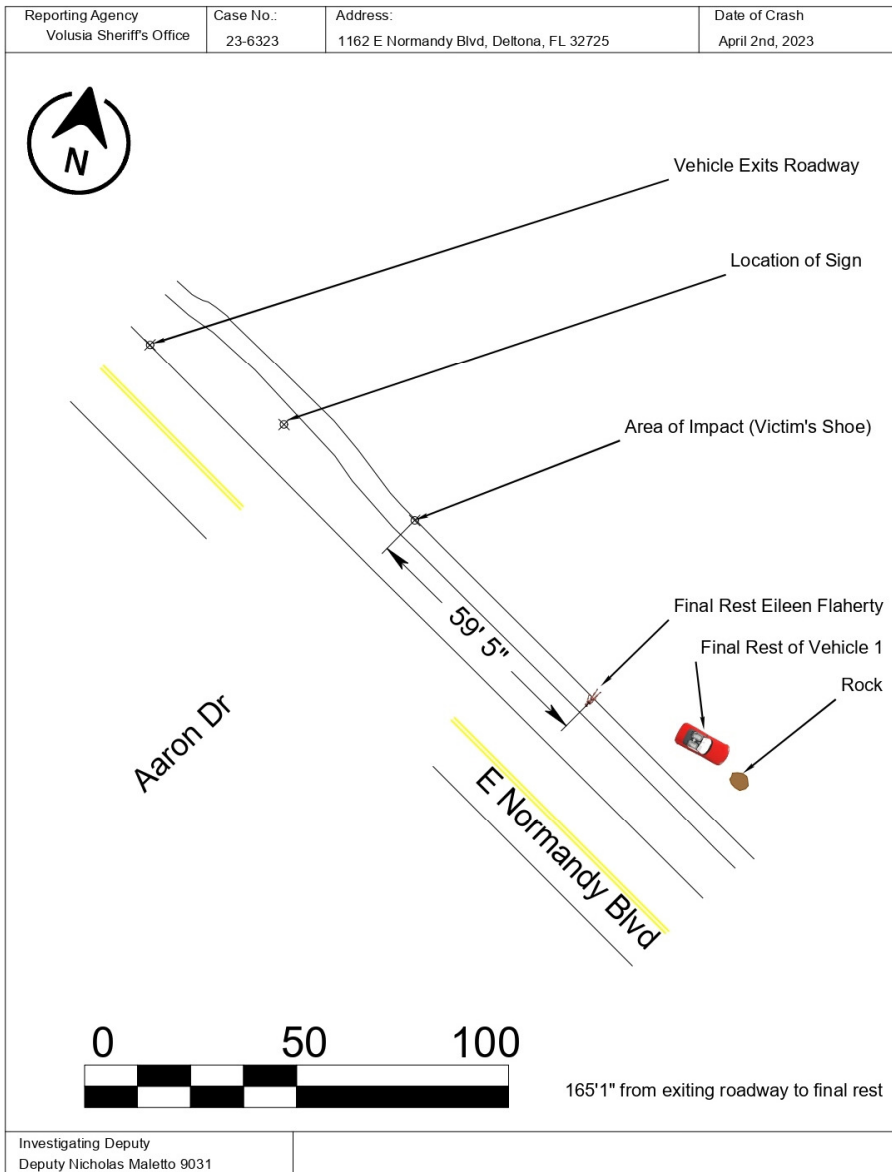 Reporting Agency
Volusia Sheriff's Office
Case No.:
23-6323
Address:
1162 E Normandy Blvd, Deltona, FL 32725
Date of Crash
April 2nd, 2023
N
Vehicle Exits Roadway
Location of Sign
Area of Impact (Victim's Shoe)
59' 5"
Final Rest Eileen Flaherty
Final Rest of Vehicle 1
Rock
Aaron Dr
E Normandy Blvd
0 50 100
165'1" from exiting roadway to final rest
Investigating Deputy
Deputy Nicholas Maletto 9031